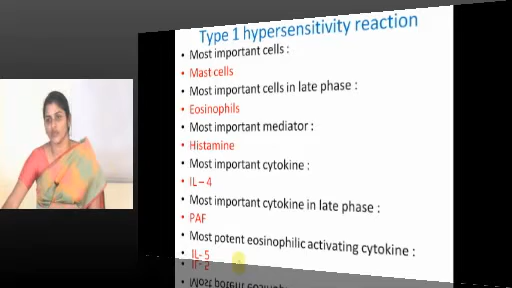 Type 1 hypersensitivity reaction
• Most important cells :
• Mast cells
• Most important cells in late phase :
• Eosinophils
• Most important mediator :
• Histamine
• Most important cytokine :
• IL – 4
• Most important cytokine in late phase :
• PAF
• Most potent eosinophilic activating cytokine :
• IL- 5